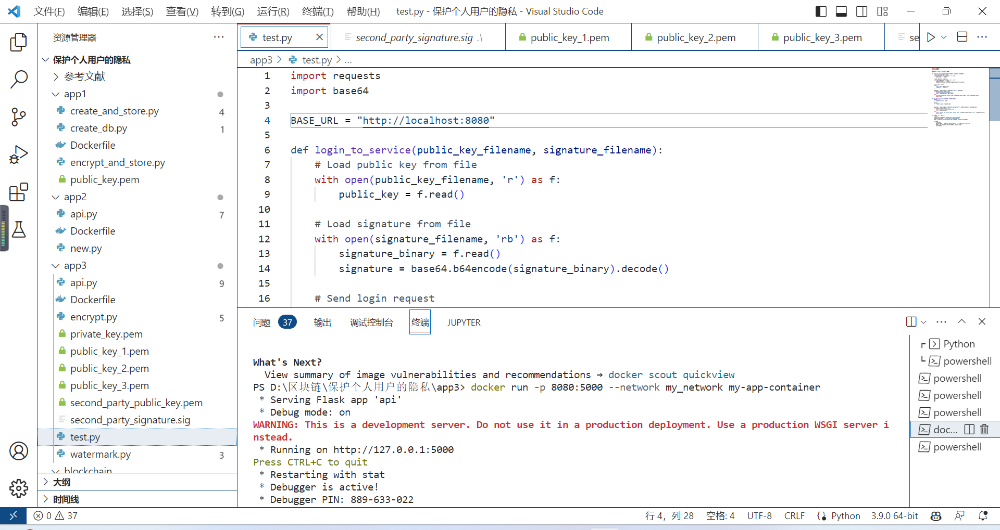 文件(F) 编辑(E) 选择(S) 查看(V) 转到(G) 运行(R) 终端(T) 帮助(H) test.py - 保护个人用户的隐私 - Visual Studio Code
资源管理器
保护个人用户的隐私
参考文献
app1
create_and_store.py 4
create_db.py 1
Dockerfile
encrypt_and_store.py
public_key.pem
app2
api.py 7
Dockerfile
new.py
app3
api.py 9
Dockerfile
encrypt.py 5
private_key.pem
public_key_1.pem
public_key_2.pem
public_key_3.pem
second_party_public_key.pem
second_party_signature.sig
test.py
watermark.py 3
blockchain
大纲
时间线
test.py second_party_signature.sig .\ public_key_1.pem public_key_2.pem public_key_3.pem se
app3 > test.py > ...
1 import requests
2 import base64
3
4 BASE_URL = "http://localhost:8080"
5
6 def login_to_service(public_key_filename, signature_filename):
7 # Load public key from file
8 with open(public_key_filename, 'r') as f:
9 public_key = f.read()
10
11 # Load signature from file
12 with open(signature_filename, 'rb') as f:
13 signature_binary = f.read()
14 signature = base64.b64encode(signature_binary).decode()
15
16 # Send login request
问题 37 输出 调试控制台 终端 JUPYTER
What's Next?
View summary of image vulnerabilities and recommendations → docker scout quickview
PS D:\区块链\保护个人用户的隐私\app3> docker run -p 8080:5000 --network my_network my-app-container
* Serving Flask app 'api'
* Debug mode: on
WARNING: This is a development server. Do not use it in a production deployment. Use a production WSGI server i
nstead.
* Running on http://127.0.0.1:5000
Press CTRL+C to quit
* Restarting with stat
* Debugger is active!
* Debugger PIN: 889-633-022
Python
powershell
powershell
powershell
powershell
doc...
powershell
0 37 行 4，列 28 空格: 4 UTF-8 CRLF Python 3.9.0 64-bit